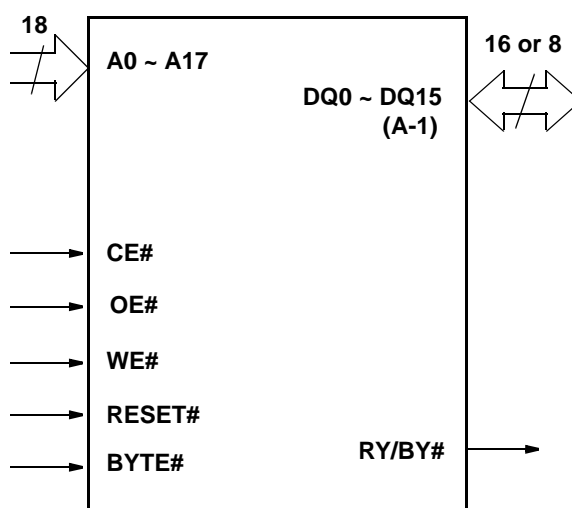 18
A0 ~ A17
16 or 8
DQ0 ~ DQ15
(A-1)
CE#
OE#
WE#
RESET#
BYTE#
RY/BY#